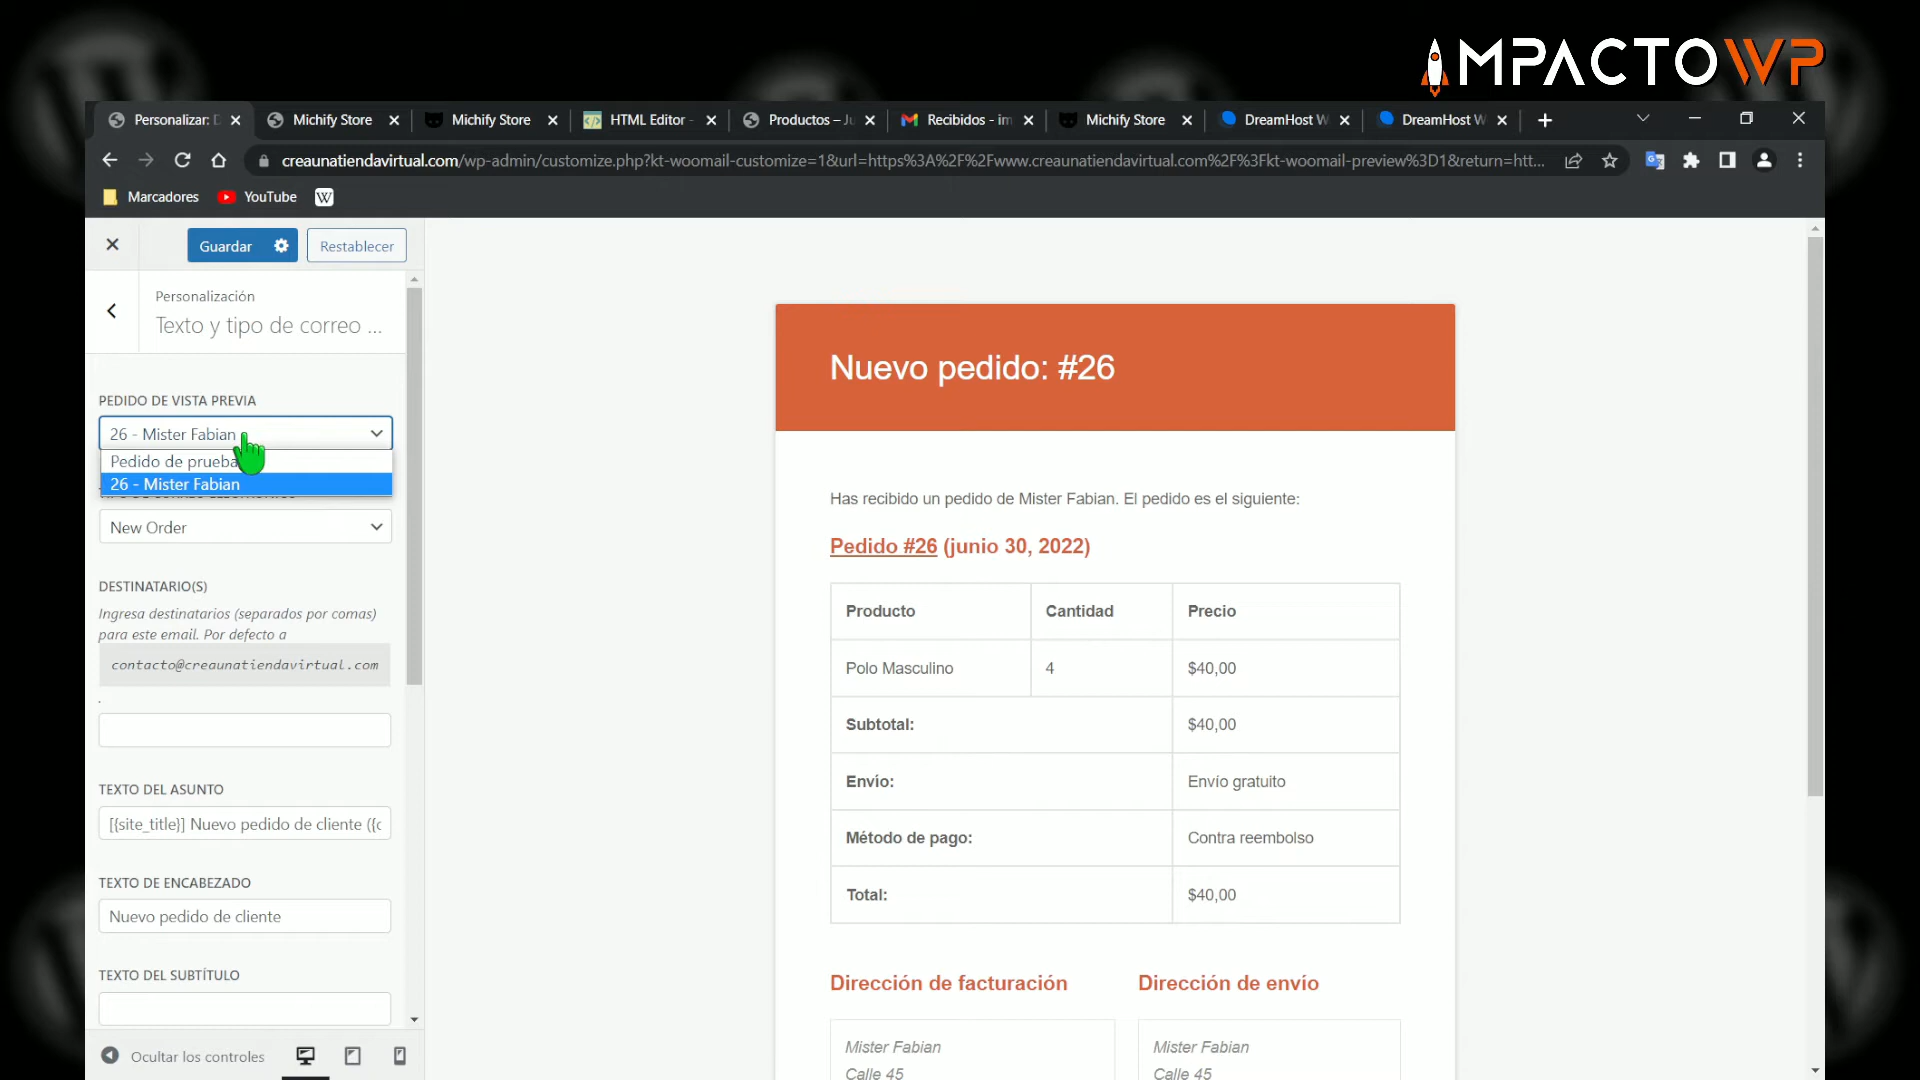 IMPACTOWP
Personalizar: D
Michify Store
Michify Store
HTML Editor -
Productos – Ju
Recibidos - im
Michify Store
DreamHost W
DreamHost W
creaunatiendavirtual.com/wp-admin/customize.php?kt-woomail-customize=1&url=https%3A%2F%2Fwww.creaunatiendavirtual.com%2F%3Fkt-woomail-preview%3D1&return=htt...
Marcadores
YouTube
W
Guardar
Restablecer
Personalización
Texto y tipo de correo ...
PEDIDO DE VISTA PREVIA
26 - Mister Fabian
Pedido de prueba
26 - Mister Fabian
New Order
DESTINATARIO(S)
Ingresa destinatarios (separados por comas)
para este email. Por defecto a
contacto@creaunatiendavirtual.com
.
TEXTO DEL ASUNTO
[{site_title}] Nuevo pedido de cliente ({c
TEXTO DE ENCABEZADO
Nuevo pedido de cliente
TEXTO DEL SUBTÍTULO
Ocultar los controles
Nuevo pedido: #26
Has recibido un pedido de Mister Fabian. El pedido es el siguiente:
Pedido #26 (junio 30, 2022)
Producto Cantidad Precio
Polo Masculino 4 $40,00
Subtotal: $40,00
Envío: Envío gratuito
Método de pago: Contra reembolso
Total: $40,00
Dirección de facturación
Mister Fabian
Calle 45
Dirección de envío
Mister Fabian
Calle 45